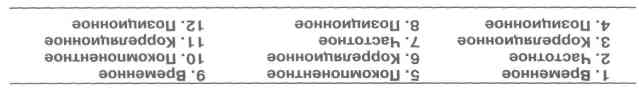 1. Временное 5. Покомпонентное 9. Временное
2. Частотное 6. Корреляционное 10. Покомпонентное
3. Корреляционное 7. Частотное 11. Корреляционное
4. Позиционное 8. Позиционное 12. Позиционное